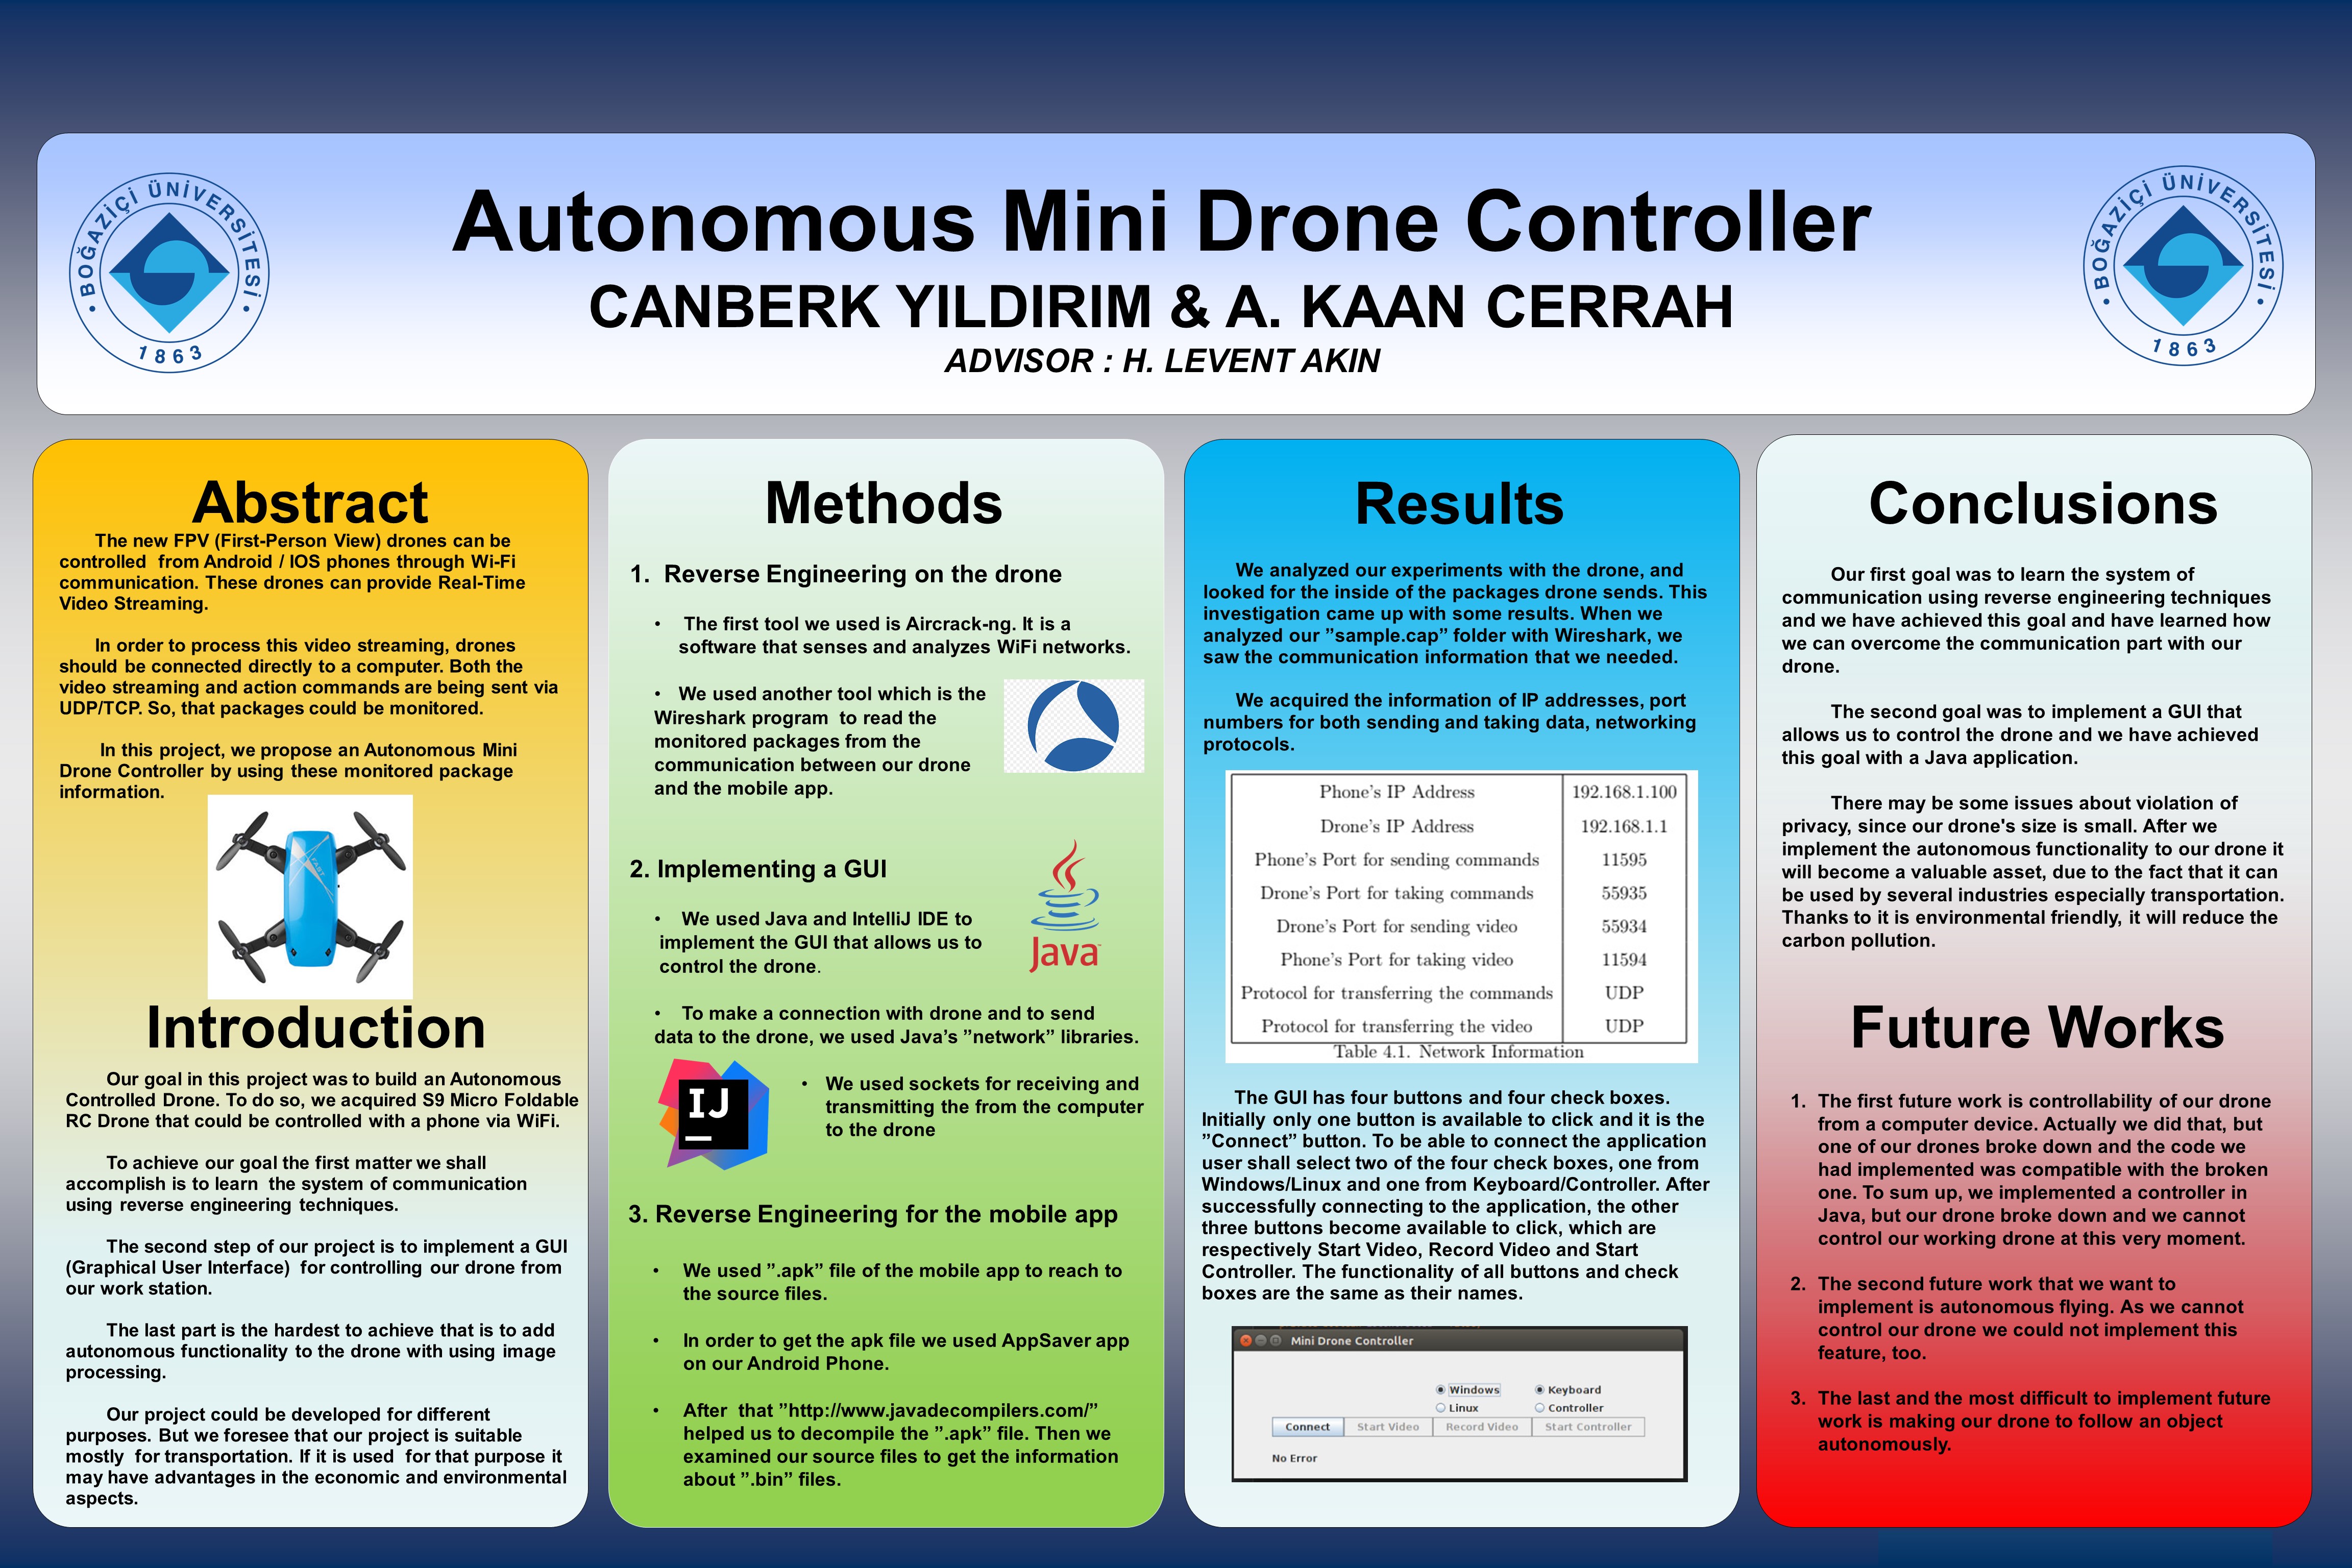 BOĞAZİÇİ ÜNİVERSİTESİ
1863
Autonomous Mini Drone Controller
CANBERK YILDIRIM & A. KAAN CERRAH
ADVISOR : H. LEVENT AKIN
BOĞAZİÇİ ÜNİVERSİTESİ
1863
Abstract
The new FPV (First-Person View) drones can be
controlled from Android / IOS phones through Wi-Fi
communication. These drones can provide Real-Time
Video Streaming.
In order to process this video streaming, drones
should be connected directly to a computer. Both the
video streaming and action commands are being sent via
UDP/TCP. So, that packages could be monitored.
In this project, we propose an Autonomous Mini
Drone Controller by using these monitored package
information.
FAST
Introduction
Our goal in this project was to build an Autonomous
Controlled Drone. To do so, we acquired S9 Micro Foldable
RC Drone that could be controlled with a phone via WiFi.
To achieve our goal the first matter we shall
accomplish is to learn the system of communication
using reverse engineering techniques.
The second step of our project is to implement a GUI
(Graphical User Interface) for controlling our drone from
our work station.
The last part is the hardest to achieve that is to add
autonomous functionality to the drone with using image
processing.
Our project could be developed for different
purposes. But we foresee that our project is suitable
mostly for transportation. If it is used for that purpose it
may have advantages in the economic and environmental
aspects.
Methods
1. Reverse Engineering on the drone
• The first tool we used is Aircrack-ng. It is a
software that senses and analyzes WiFi networks.
• We used another tool which is the
Wireshark program to read the
monitored packages from the
communication between our drone
and the mobile app.
2. Implementing a GUI
• We used Java and IntelliJ IDE to
implement the GUI that allows us to
control the drone.
Java
• To make a connection with drone and to send
data to the drone, we used Java's ”network” libraries.
IJ
• We used sockets for receiving and
transmitting the from the computer
to the drone
3. Reverse Engineering for the mobile app
• We used ”.apk” file of the mobile app to reach to
the source files.
• In order to get the apk file we used AppSaver app
on our Android Phone.
• After that ”http://www.javadecompilers.com/”
helped us to decompile the ”.apk” file. Then we
examined our source files to get the information
about ”.bin” files.
Results
We analyzed our experiments with the drone, and
looked for the inside of the packages drone sends. This
investigation came up with some results. When we
analyzed our ”sample.cap” folder with Wireshark, we
saw the communication information that we needed.
We acquired the information of IP addresses, port
numbers for both sending and taking data, networking
protocols.
Phone's IP Address 192.168.1.100
Drone's IP Address 192.168.1.1
Phone's Port for sending commands 11595
Drone's Port for taking commands 55935
Drone's Port for sending video 55934
Phone's Port for taking video 11594
Protocol for transferring the commands UDP
Protocol for transferring the video UDP
Table 4.1. Network Information
The GUI has four buttons and four check boxes.
Initially only one button is available to click and it is the
”Connect” button. To be able to connect the application
user shall select two of the four check boxes, one from
Windows/Linux and one from Keyboard/Controller. After
successfully connecting to the application, the other
three buttons become available to click, which are
respectively Start Video, Record Video and Start
Controller. The functionality of all buttons and check
boxes are the same as their names.
Mini Drone Controller
Windows Keyboard
Linux Controller
Connect Start Video Record Video Start Controller
No Error
Conclusions
Our first goal was to learn the system of
communication using reverse engineering techniques
and we have achieved this goal and have learned how
we can overcome the communication part with our
drone.
The second goal was to implement a GUI that
allows us to control the drone and we have achieved
this goal with a Java application.
There may be some issues about violation of
privacy, since our drone's size is small. After we
implement the autonomous functionality to our drone it
will become a valuable asset, due to the fact that it can
be used by several industries especially transportation.
Thanks to it is environmental friendly, it will reduce the
carbon pollution.
Future Works
1. The first future work is controllability of our drone
from a computer device. Actually we did that, but
one of our drones broke down and the code we
had implemented was compatible with the broken
one. To sum up, we implemented a controller in
Java, but our drone broke down and we cannot
control our working drone at this very moment.
2. The second future work that we want to
implement is autonomous flying. As we cannot
control our drone we could not implement this
feature, too.
3. The last and the most difficult to implement future
work is making our drone to follow an object
autonomously.